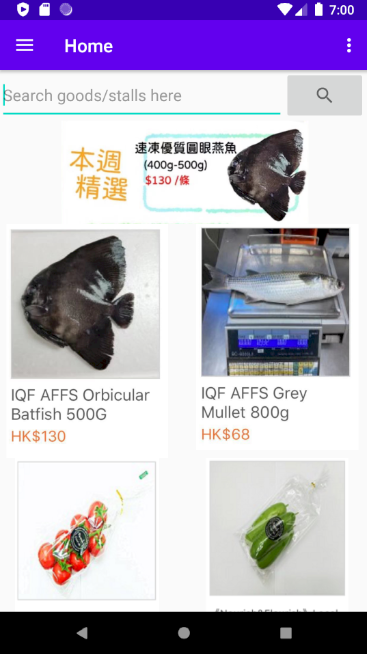 7:00
Home
Search goods/stalls here
本週
精選
速凍優質圓眼燕魚
(400g-500g)
$130 /條
IQF AFFS Orbicular
Batfish 500G
HK$130
IQF AFFS Grey
Mullet 800g
HK$68